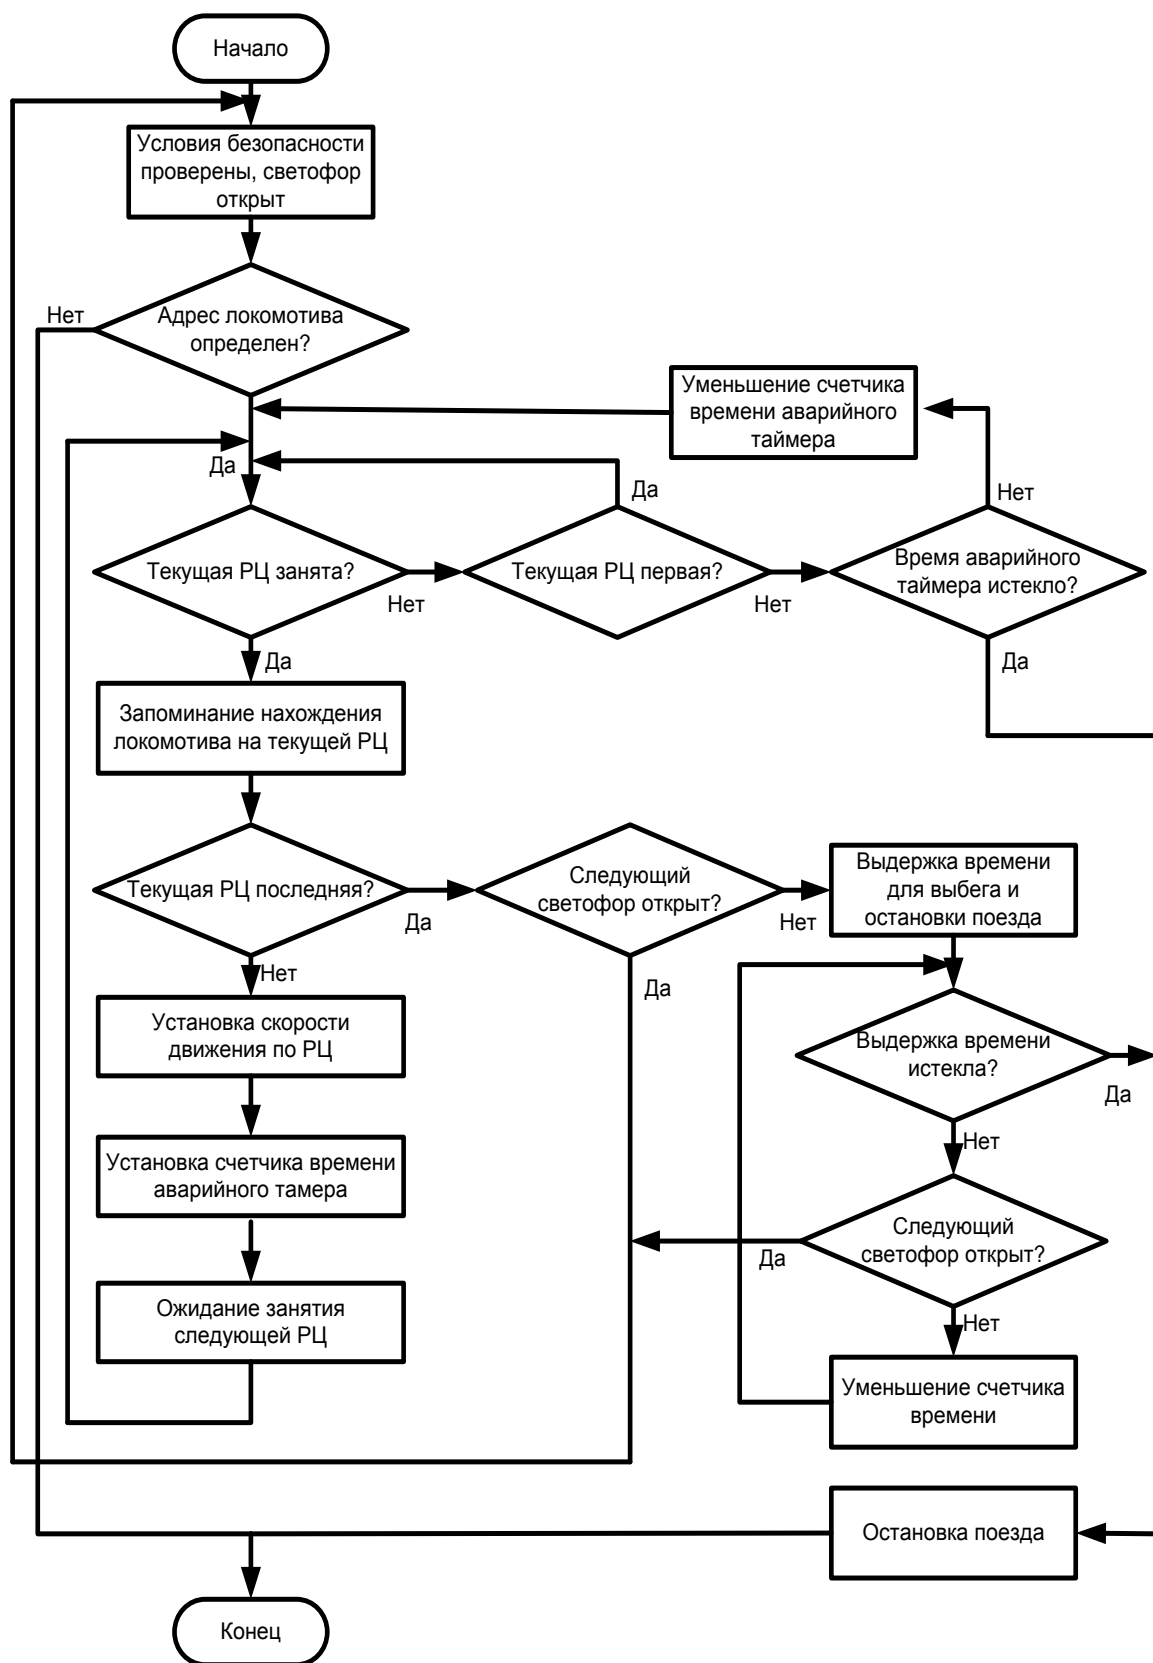 Начало
Условия безопасности
проверены, светофор
открыт
Нет
Адрес локомотива
определен?
Уменьшение счетчика
времени аварийного
таймера
Да
Да
Нет
Текущая РЦ занята?
Нет
Текущая РЦ первая?
Нет
Время аварийного
таймера истекло?
Да
Да
Запоминание нахождения
локомотива на текущей РЦ
Текущая РЦ последняя?
Да
Следующий
светофор открыт?
Нет
Выдержка времени
для выбега и
остановки поезда
Нет
Да
Установка скорости
движения по РЦ
Выдержка времени
истекла?
Да
Нет
Установка счетчика времени
аварийного тамера
Следующий
светофор открыт?
Да
Нет
Ожидание занятия
следующей РЦ
Уменьшение счетчика
времени
Остановка поезда
Конец